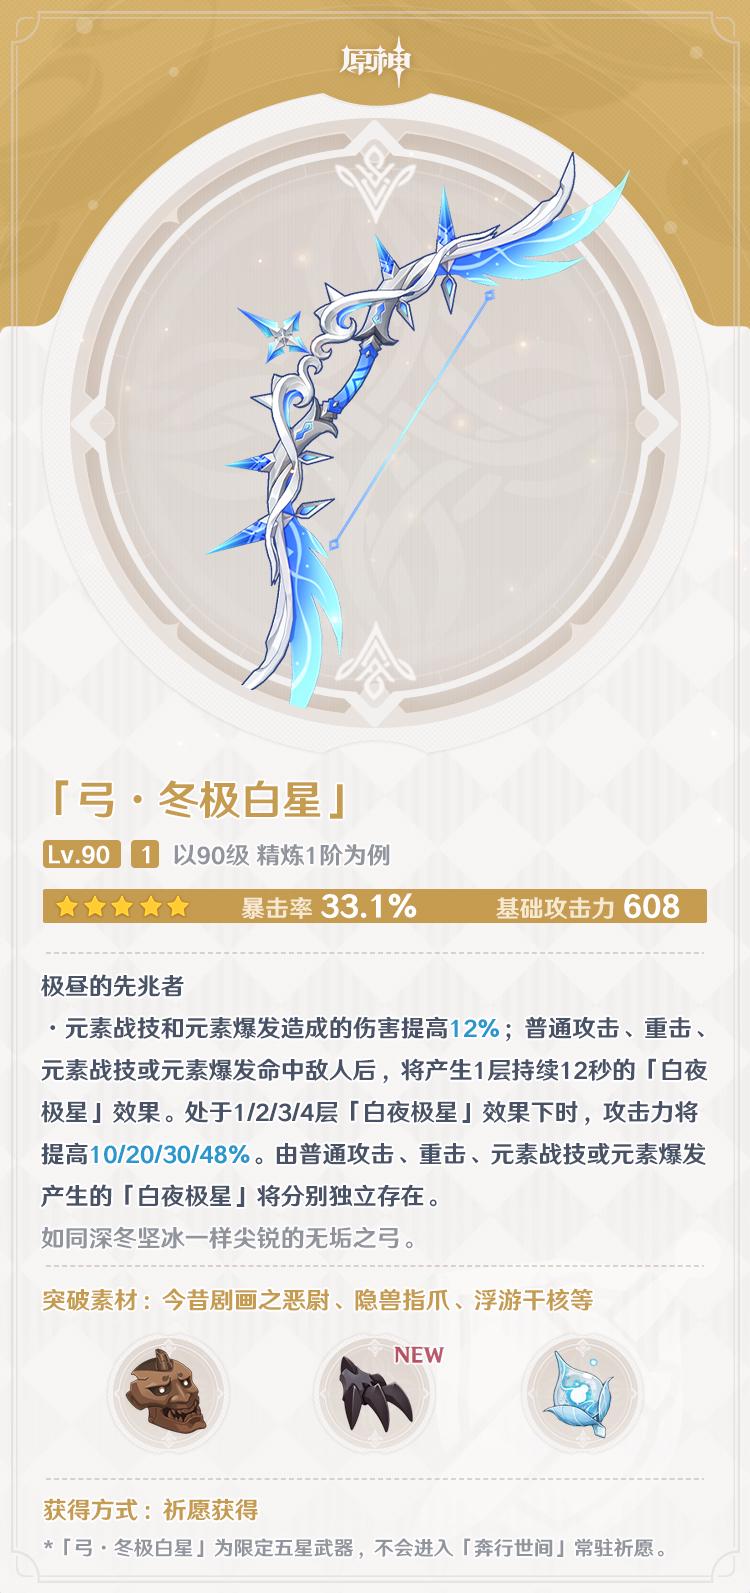 原神
「弓·冬极白星」
Lv.90 1 以90级 精炼1阶为例
暴击率 33.1% 基础攻击力 608
极昼的先兆者
·元素战技和元素爆发造成的伤害提高12%；普通攻击、重击、
元素战技或元素爆发命中敌人后，将产生1层持续12秒的「白夜
极星」效果。处于1/2/3/4层「白夜极星」效果下时，攻击力将
提高10/20/30/48%。由普通攻击、重击、元素战技或元素爆发
产生的「白夜极星」将分别独立存在。
如同深冬坚冰一样尖锐的无垢之弓。
突破素材：今昔剧画之恶尉、隐兽指爪、浮游干核等
NEW
获得方式：祈愿获得
*「弓·冬极白星」为限定五星武器，不会进入「奔行世间」常驻祈愿。